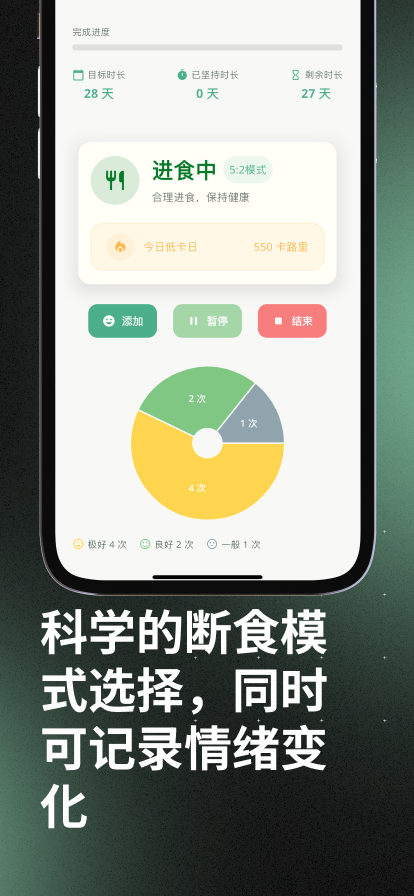 完成进度
目标时长 已坚持时长 剩余时长
28 天 0 天 27 天
进食中 5:2模式
合理进食，保持健康
今日低卡日 550 卡路里
添加 暂停 结束
2 次
1 次
4 次
极好 4 次 良好 2 次 一般 1 次
科学的断食模
式选择，同时
可记录情绪变
化